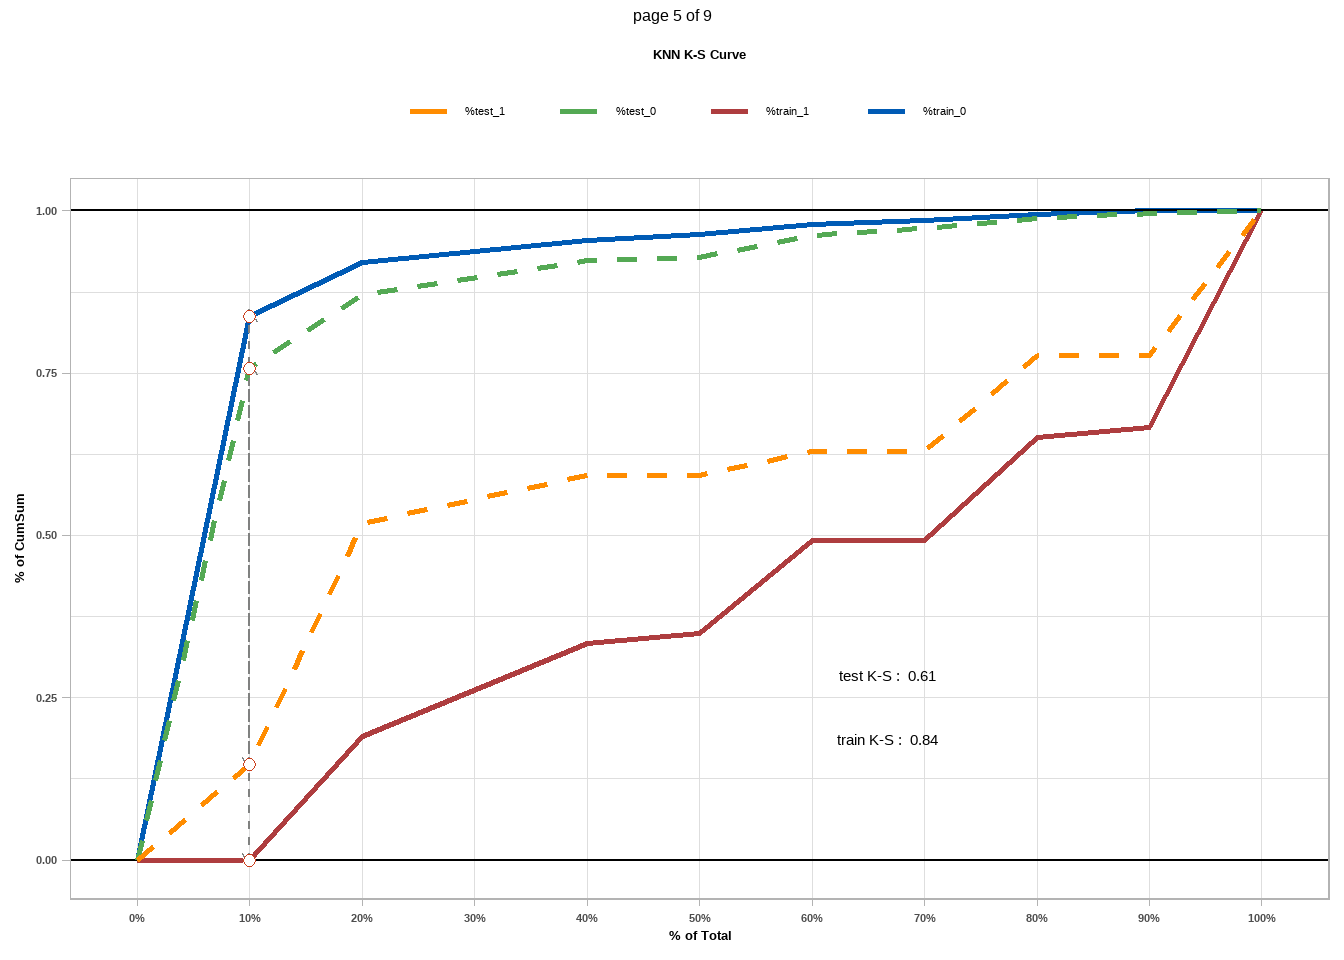 page 5 of 9
KNN K-S Curve
%test_1 %test_0 %train_1 %train_0
1.00
0.75
0.50
0.25
0.00
% of CumSum
test K-S : 0.61
train K-S : 0.84
0% 10% 20% 30% 40% 50% 60% 70% 80% 90% 100%
% of Total